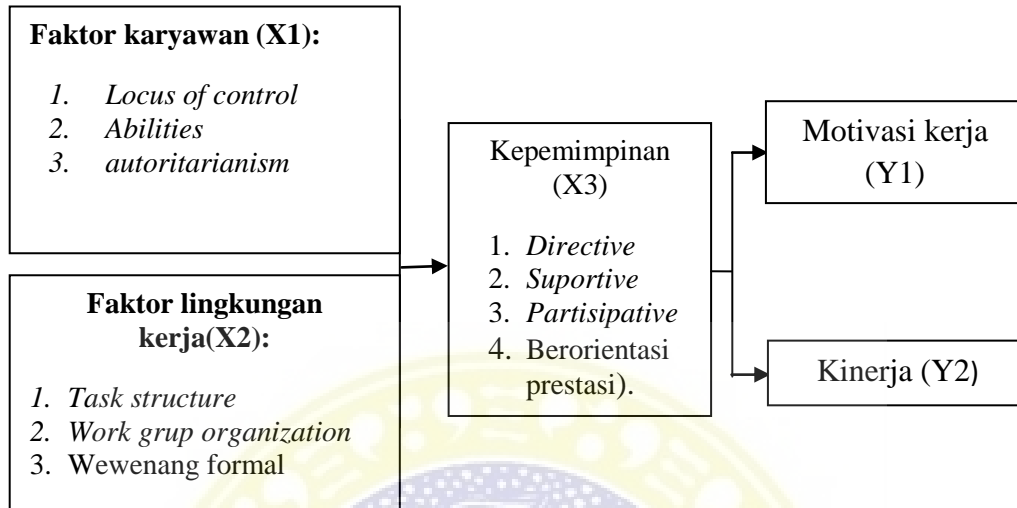 Faktor karyawan (X1):
1. Locus of control
2. Abilities
3. autoritarianism
Faktor lingkungan
kerja(X2):
1. Task structure
2. Work grup organization
3. Wewenang formal
Kepemimpinan
(X3)
1. Directive
2. Suportive
3. Partisipative
4. Berorientasi
prestasi).
Motivasi kerja
(Y1)
Kinerja (Y2)